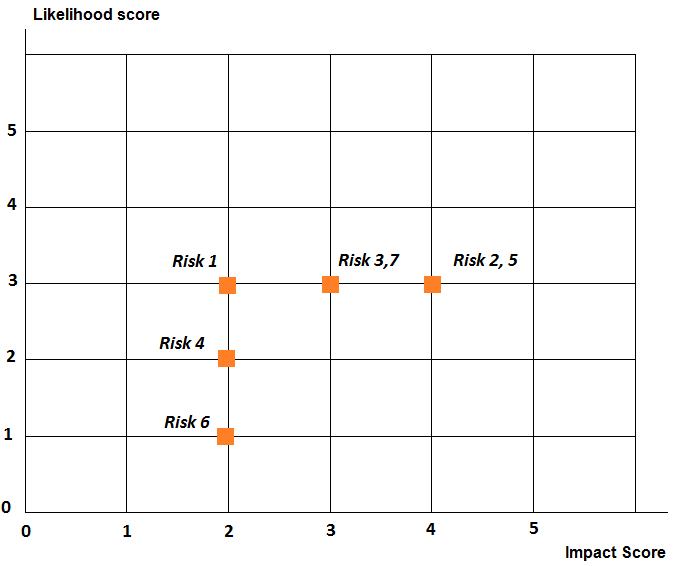 Likelihood score
5
4
3
Risk 1
Risk 3,7
Risk 2, 5
2
Risk 4
1
Risk 6
0
0 1 2 3 4 5
Impact Score